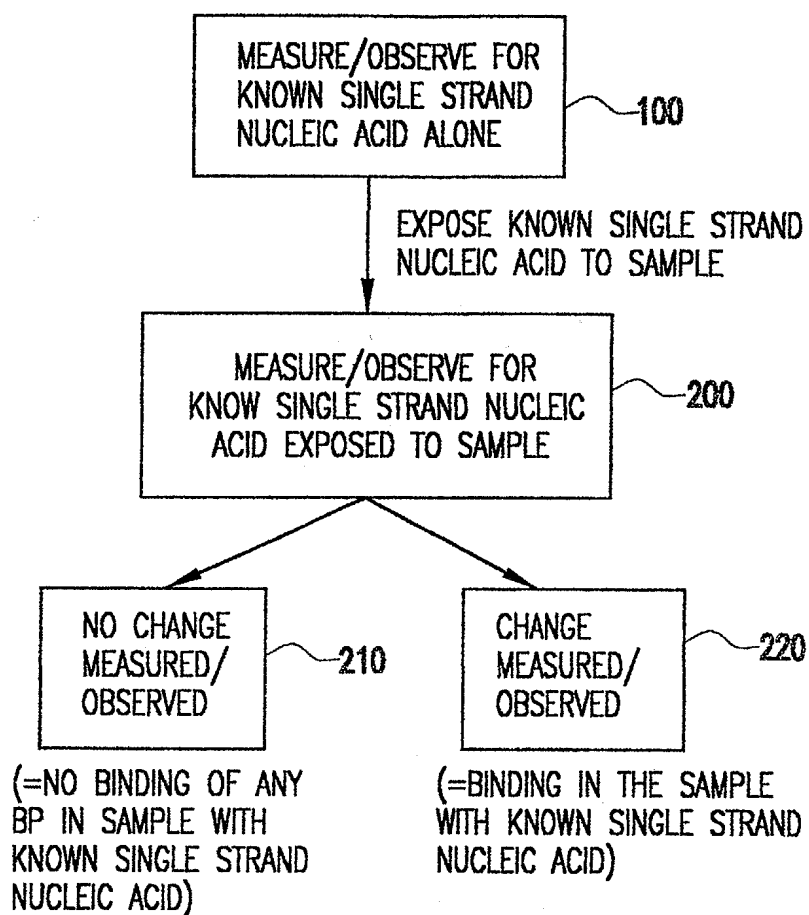 MEASURE/OBSERVE FOR
KNOWN SINGLE STRAND
NUCLEIC ACID ALONE
100
EXPOSE KNOWN SINGLE STRAND
NUCLEIC ACID TO SAMPLE
MEASURE/OBSERVE FOR
KNOW SINGLE STRAND NUCLEIC
ACID EXPOSED TO SAMPLE
200
NO CHANGE
MEASURED/
OBSERVED
210
(=NO BINDING OF ANY
BP IN SAMPLE WITH
KNOWN SINGLE STRAND
NUCLEIC ACID)
CHANGE
MEASURED/
OBSERVED
220
(=BINDING IN THE SAMPLE
WITH KNOWN SINGLE STRAND
NUCLEIC ACID)